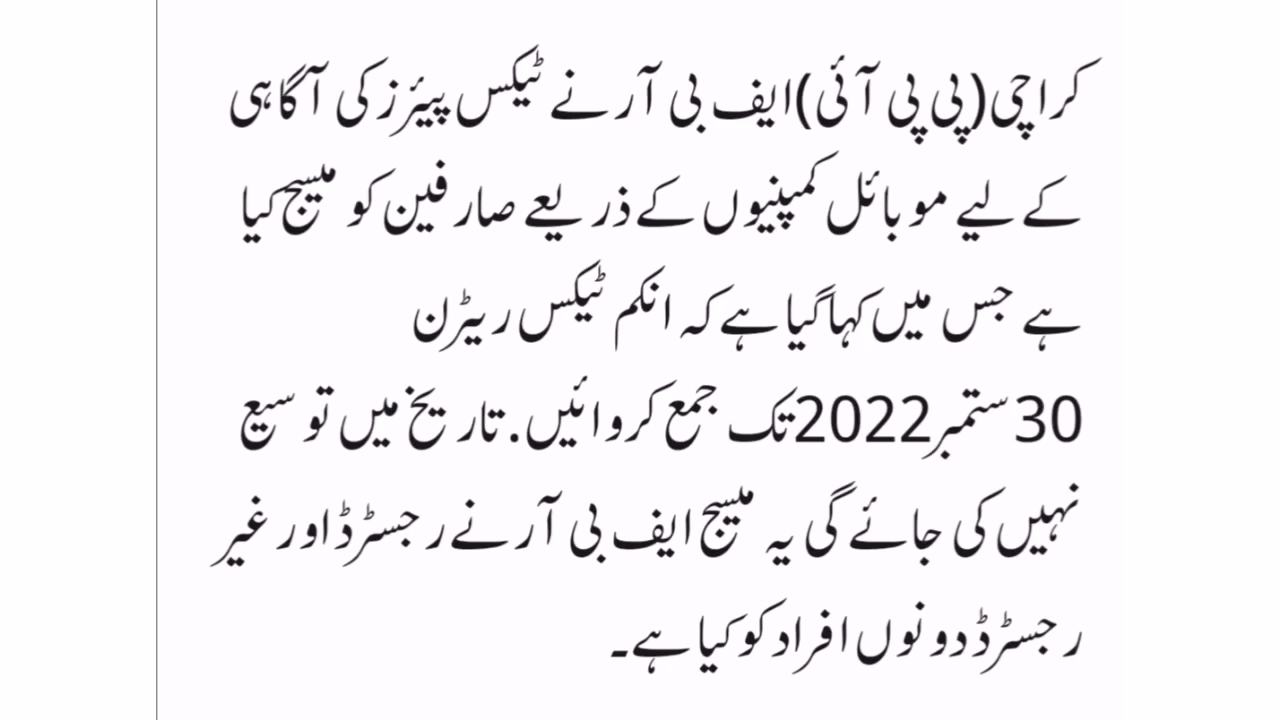 کراچی(پی پی آئی)ایف بی آر نے ٹیکس پیئرز کی آگاہی
کے لیے موبائل کمپنیوں کے ذریعے صارفین کو میسج کیا
ہے جس میں کہا گیا ہے کہ انکم ٹیکس ریٹرن
30 ستمبر2022تک جمع کروائیں. تاریخ میں توسیع
نہیں کی جائے گی یہ میسج ایف بی آر نے رجسٹرڈ اور غیر
رجسٹرڈ دونوں افراد کو کیا ہے۔